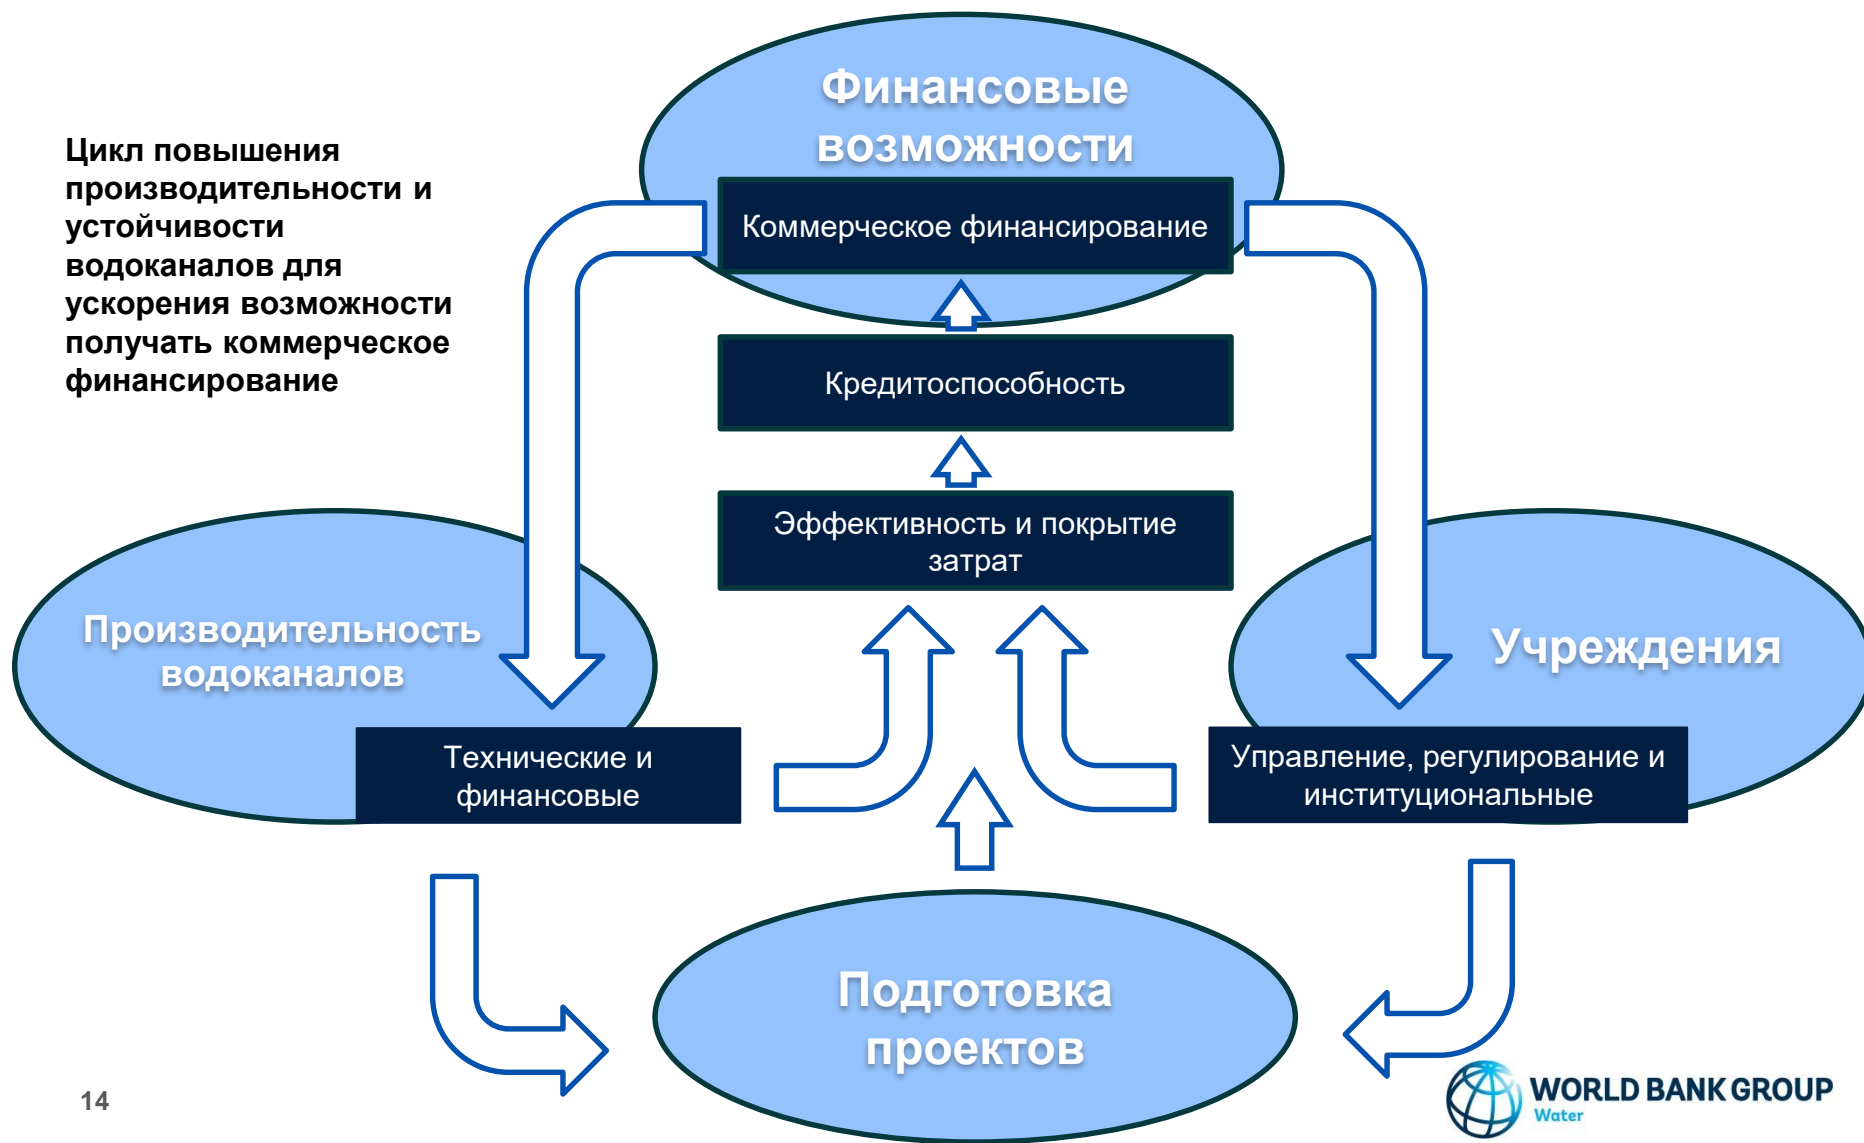 Финансовые
возможности
Цикл повышения
производительности и
устойчивости
водоканалов для
ускорения возможности
получать коммерческое
финансирование
Коммерческое финансирование
Кредитоспособность
Эффективность и покрытие
затрат
Производительность
водоканалов
Учреждения
Технические и
финансовые
Управление, регулирование и
институциональные
Подготовка
проектов
14
WORLD BANK GROUP
Water